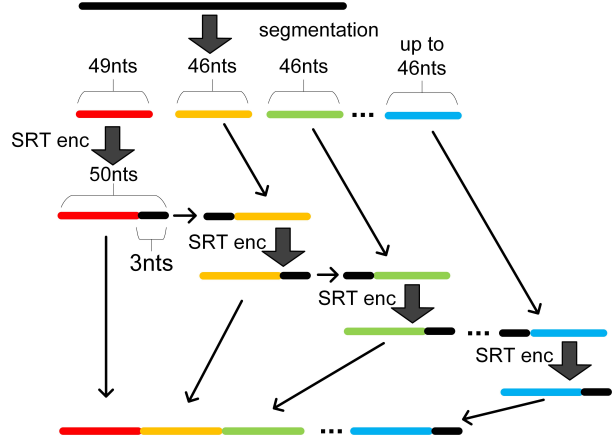 segmentation
49nts
46nts
46nts
up to
46nts
...
SRT enc
50nts
3nts
SRT enc
SRT enc
...
SRT enc
...